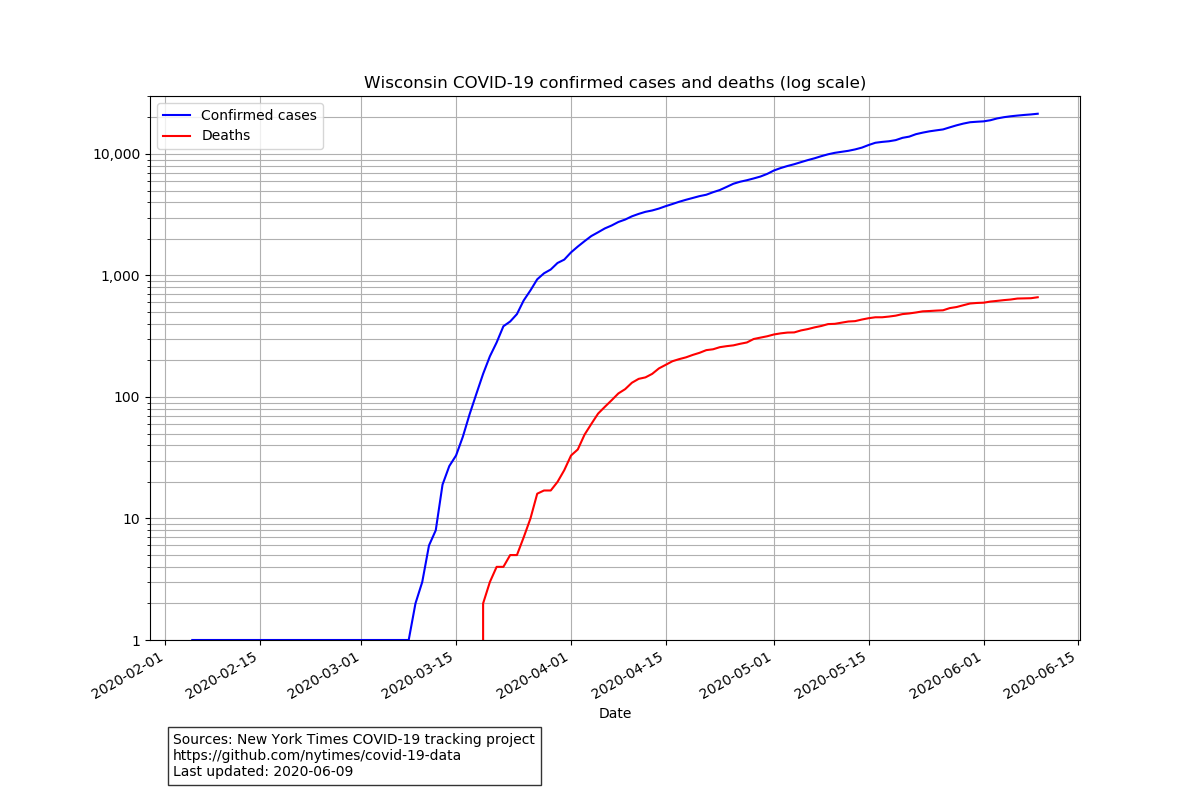 Wisconsin COVID-19 confirmed cases and deaths (log scale)
Confirmed cases
Deaths
10,000
1,000
100
10
1
2020-02-01
2020-02-15
2020-03-01
2020-03-15
2020-04-01
2020-04-15
2020-05-01
2020-05-15
2020-06-01
2020-06-15
Date
Sources: New York Times COVID-19 tracking project
https://github.com/nytimes/covid-19-data
Last updated: 2020-06-09